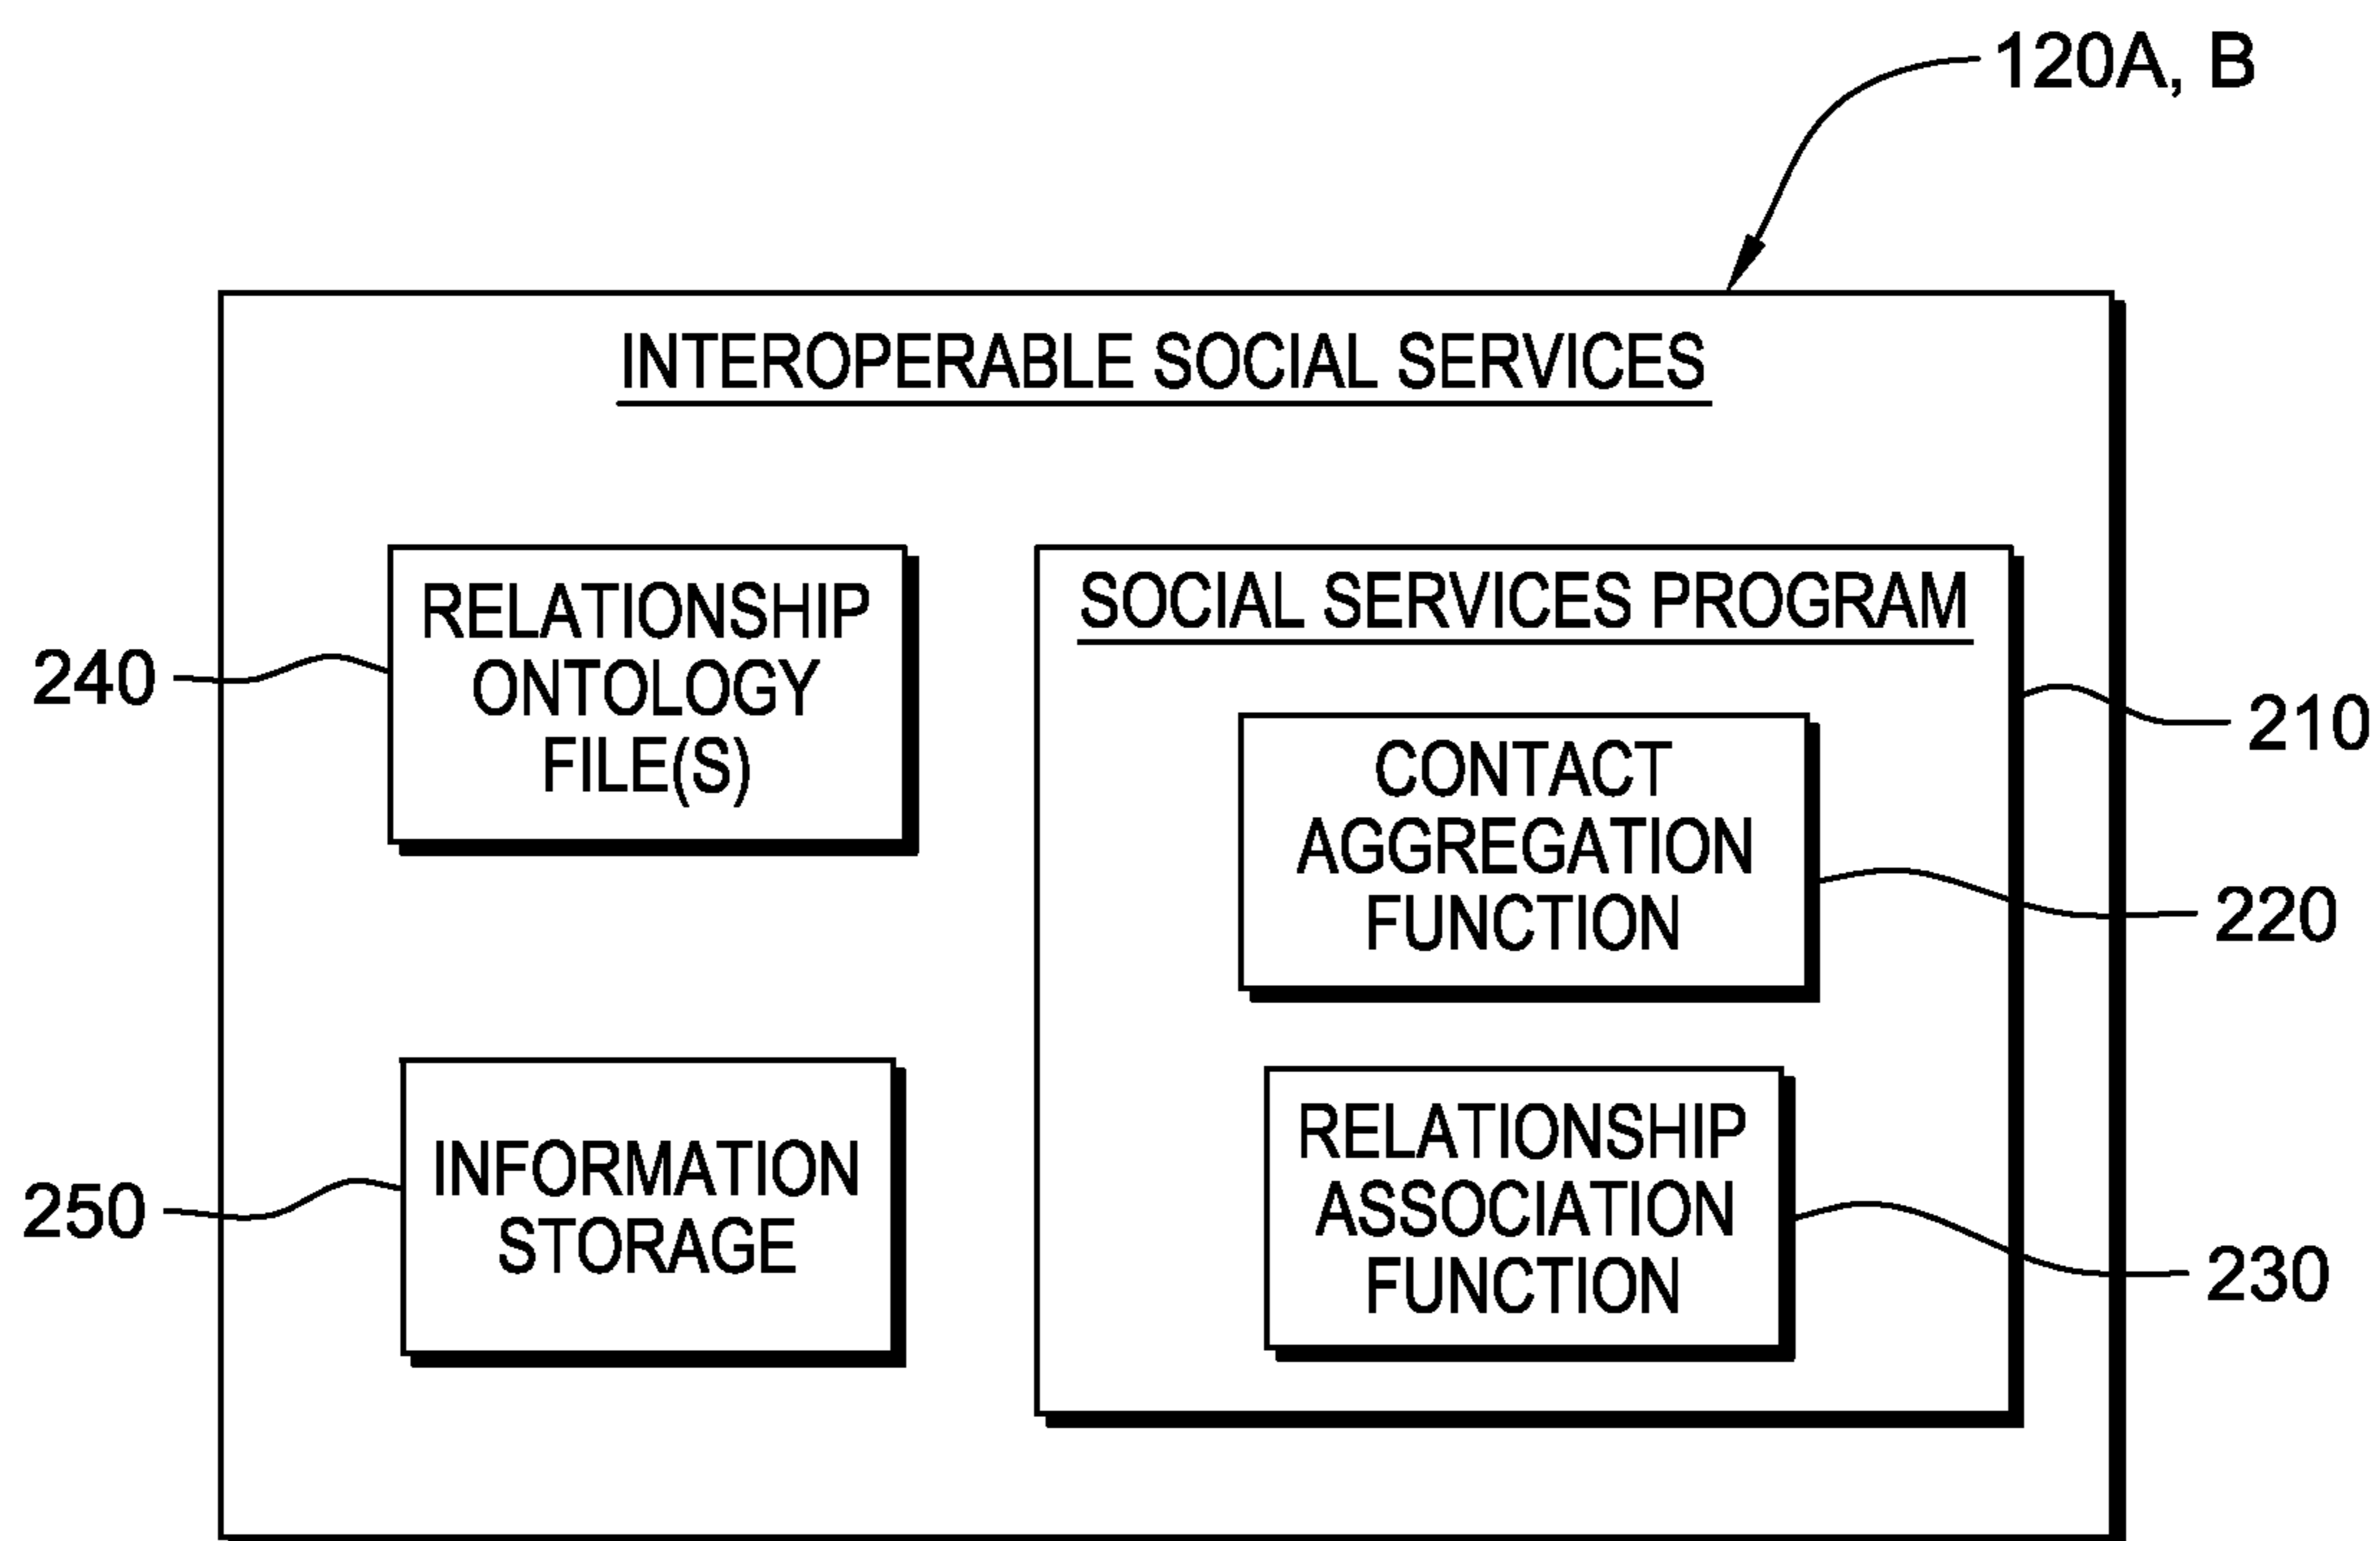 120A, B
INTEROPERABLE SOCIAL SERVICES
RELATIONSHIP
ONTOLOGY
FILE(S)
240
SOCIAL SERVICES PROGRAM
210
CONTACT
AGGREGATION
FUNCTION
220
INFORMATION
STORAGE
250
RELATIONSHIP
ASSOCIATION
FUNCTION
230